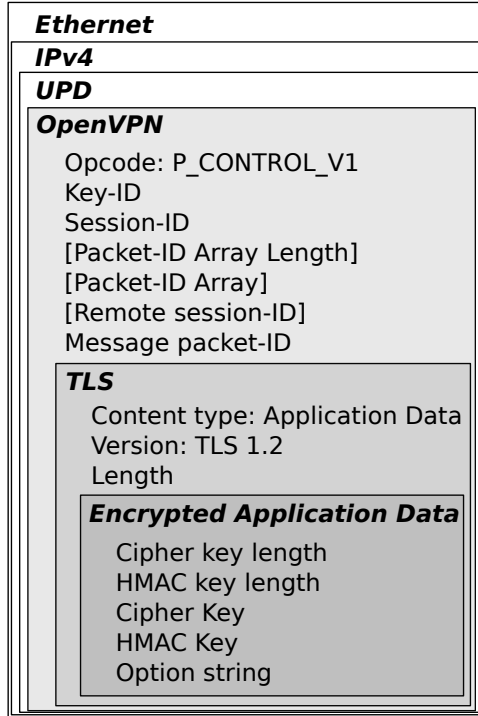 Ethernet
IPv4
UPD
OpenVPN
Opcode: P_CONTROL_V1
Key-ID
Session-ID
[Packet-ID Array Length]
[Packet-ID Array]
[Remote session-ID]
Message packet-ID
TLS
Content type: Application Data
Version: TLS 1.2
Length
Encrypted Application Data
Cipher key length
HMAC key length
Cipher Key
HMAC Key
Option string